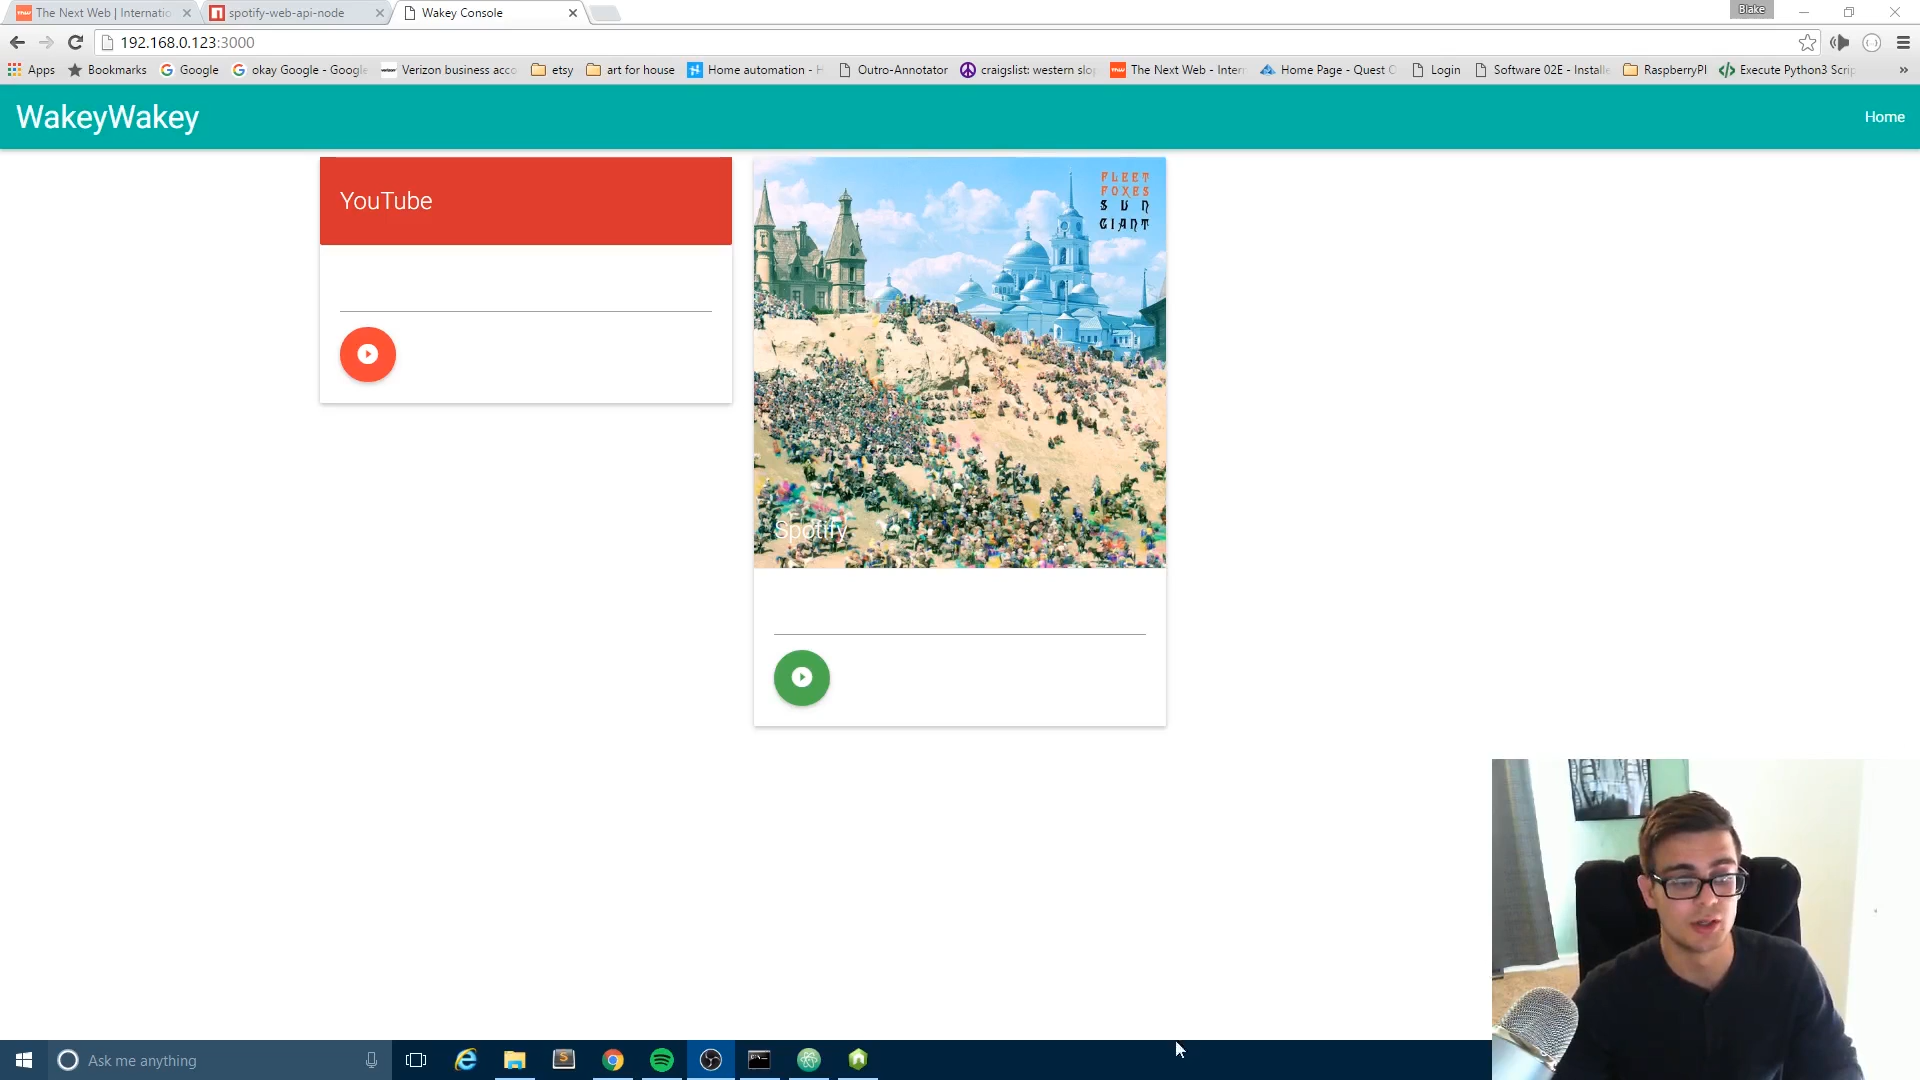 The Next Web | Internatio
spotify-web-api-node
Wakey Console
Blake
192.168.0.123:3000
Apps
Bookmarks
Google
okay Google - Google
Verizon business acco
etsy
art for house
Home automation - H
Outro-Annotator
craigslist: western slo
The Next Web - Inter
Home Page - Quest C
Login
Software 02E - Installe
RaspberryPI
Execute Python3 Scrip
WakeyWakey
Home
YouTube
FLEET
FOXES
SUN
GIANT
Spotify
Ask me anything